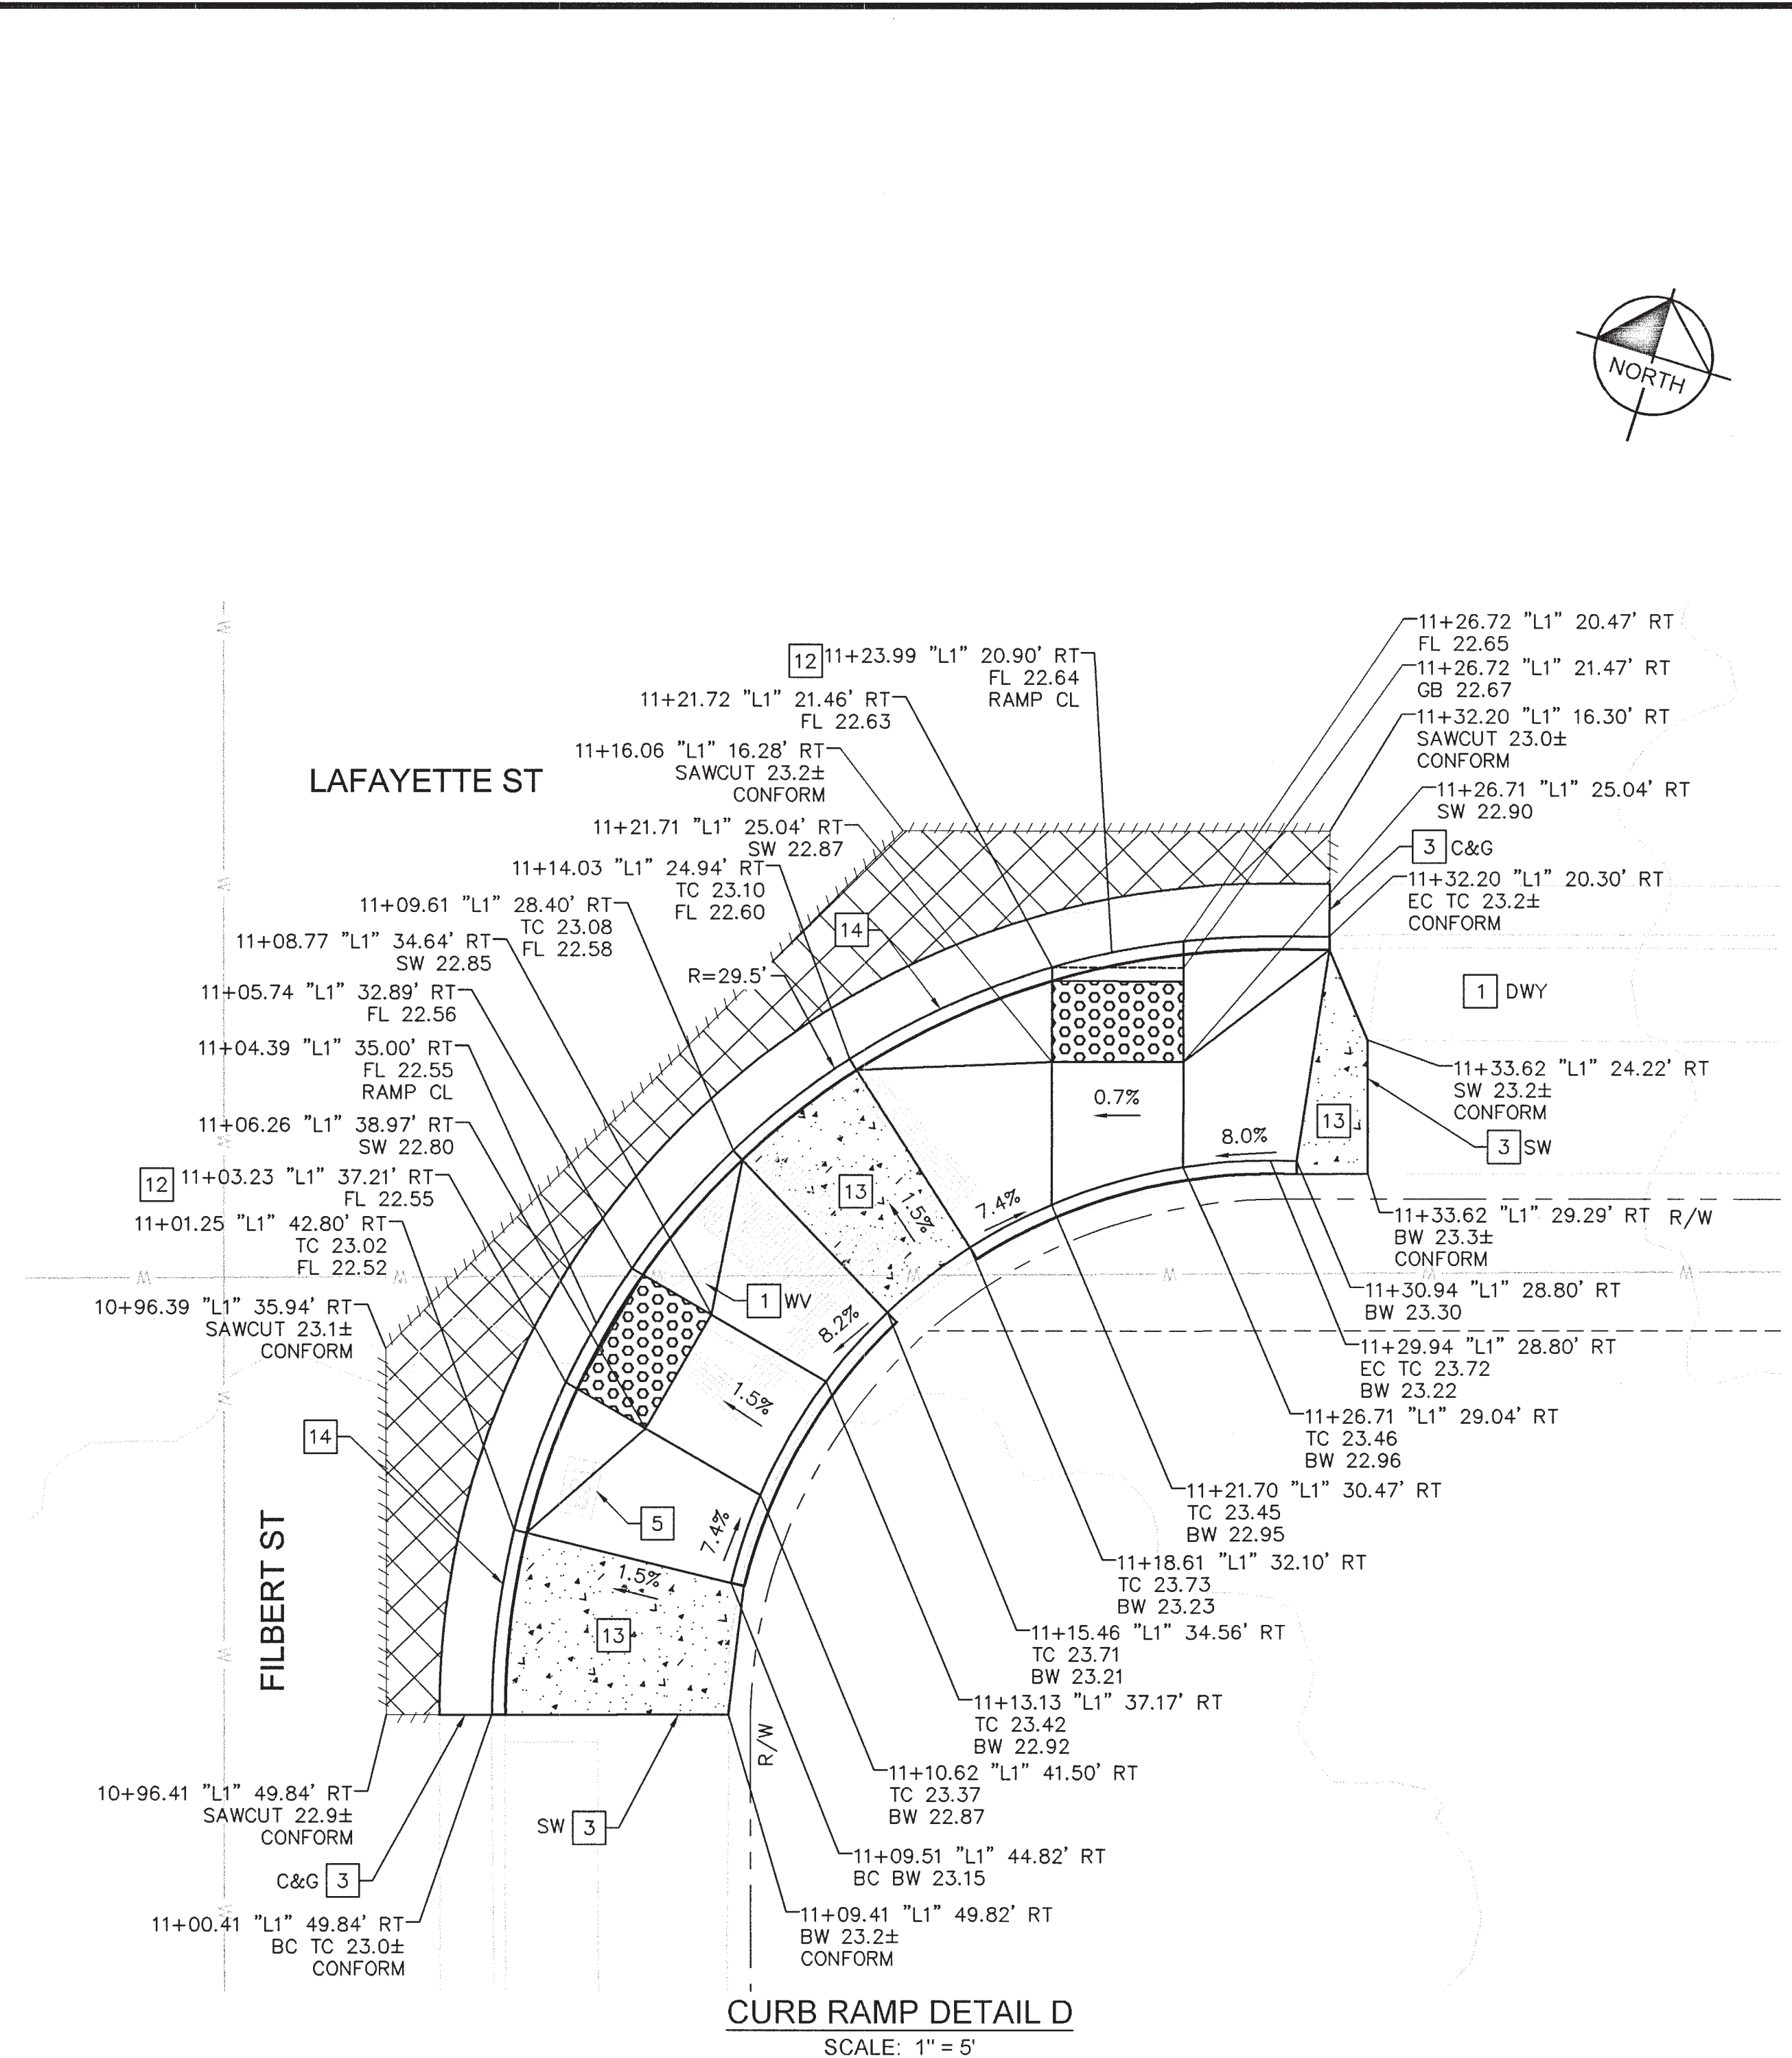 NORTH
LAFAYETTE ST
FILBERT ST
12
11+23.99 "L1" 20.90' RT
FL 22.64
RAMP CL
11+21.72 "L1" 21.46' RT
FL 22.63
11+16.06 "L1" 16.28' RT
SAWCUT 23.2±
CONFORM
11+21.71 "L1" 25.04' RT
SW 22.87
11+14.03 "L1" 24.94' RT
TC 23.10
FL 22.60
11+09.61 "L1" 28.40' RT
TC 23.08
FL 22.58
11+08.77 "L1" 34.64' RT
SW 22.85
R=29.5'
11+05.74 "L1" 32.89' RT
FL 22.56
11+04.39 "L1" 35.00' RT
FL 22.55
RAMP CL
11+06.26 "L1" 38.97' RT
SW 22.80
12
11+03.23 "L1" 37.21' RT
FL 22.55
11+01.25 "L1" 42.80' RT
TC 23.02
FL 22.52
10+96.39 "L1" 35.94' RT
SAWCUT 23.1±
CONFORM
14
10+96.41 "L1" 49.84' RT
SAWCUT 22.9±
CONFORM
C&G 3
11+00.41 "L1" 49.84' RT
BC TC 23.0±
CONFORM
11+26.72 "L1" 20.47' RT
FL 22.65
11+26.72 "L1" 21.47' RT
GB 22.67
11+32.20 "L1" 16.30' RT
SAWCUT 23.0±
CONFORM
11+26.71 "L1" 25.04' RT
SW 22.90
3 C&G
11+32.20 "L1" 20.30' RT
EC TC 23.2±
CONFORM
1 DWY
11+33.62 "L1" 24.22' RT
SW 23.2±
CONFORM
3 SW
11+33.62 "L1" 29.29' RT
BW 23.3±
CONFORM
R/W
11+30.94 "L1" 28.80' RT
BW 23.30
11+29.94 "L1" 28.80' RT
EC TC 23.72
BW 23.22
11+26.71 "L1" 29.04' RT
TC 23.46
BW 22.96
11+21.70 "L1" 30.47' RT
TC 23.45
BW 22.95
11+18.61 "L1" 32.10' RT
TC 23.73
BW 23.23
11+15.46 "L1" 34.56' RT
TC 23.71
BW 23.21
11+13.13 "L1" 37.17' RT
TC 23.42
BW 22.92
11+10.62 "L1" 41.50' RT
TC 23.37
BW 22.87
11+09.51 "L1" 44.82' RT
BC BW 23.15
11+09.41 "L1" 49.82' RT
BW 23.2±
CONFORM
14
0.7%
8.0%
13
13
1.5%
7.4%
1 WV
8.2%
1.5%
5
7.4%
1.5%
13
SW 3
R/W
W
W
W
W
W
W
W
W
W
W
W
W
CURB RAMP DETAIL D
SCALE: 1" = 5'